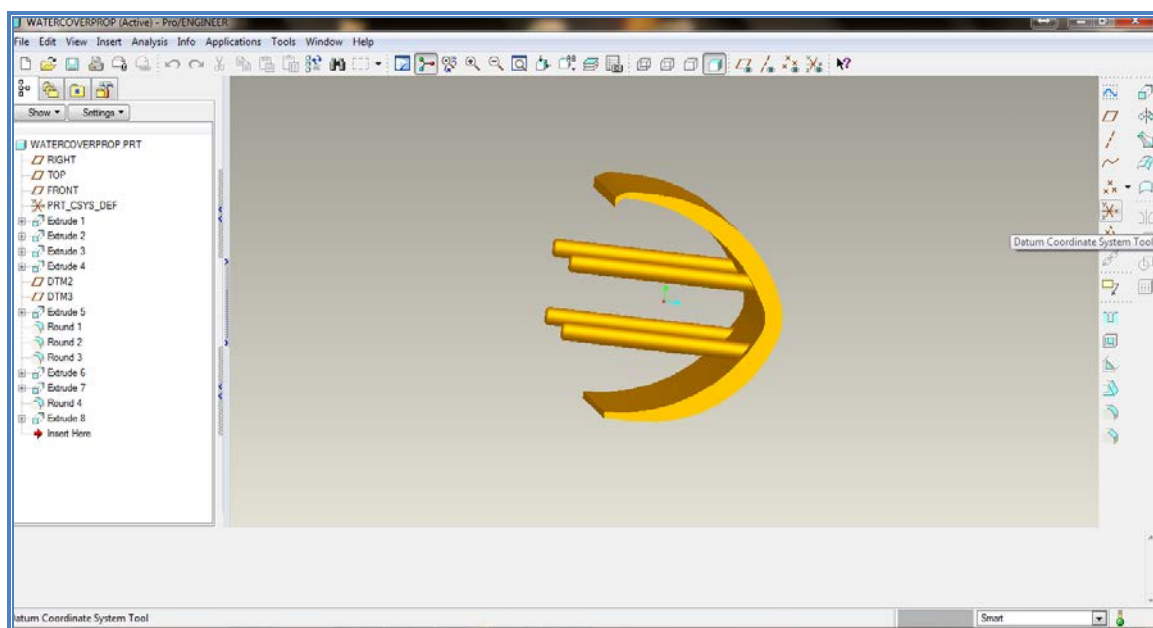 WATERCOVERPROP (Active) - Pro/ENGINEER
File Edit View Insert Analysis Info Applications Tools Window Help
Show Settings
WATERCOVERPROP.PRT
RIGHT
TOP
FRONT
PRT_CSYS_DEF
Extrude 1
Extrude 2
Extrude 3
Extrude 4
DTM2
DTM3
Extrude 5
Round 1
Round 2
Round 3
Extrude 6
Extrude 7
Round 4
Extrude 8
Insert Here
Datum Coordinate System Tool
Datum Coordinate System Tool
Smart